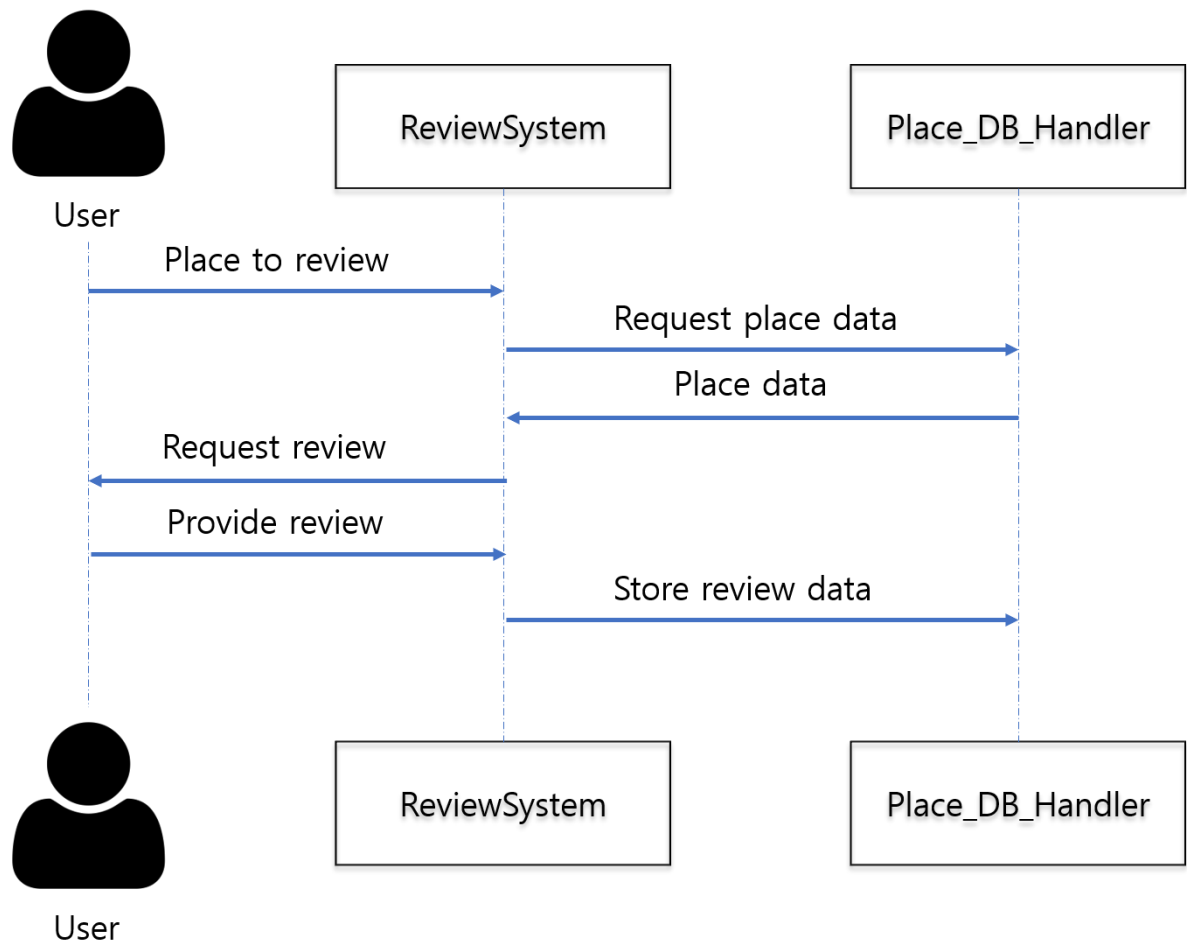 ReviewSystem
Place_DB_Handler
User
Place to review
Request place data
Place data
Request review
Provide review
Store review data
ReviewSystem
Place_DB_Handler
User